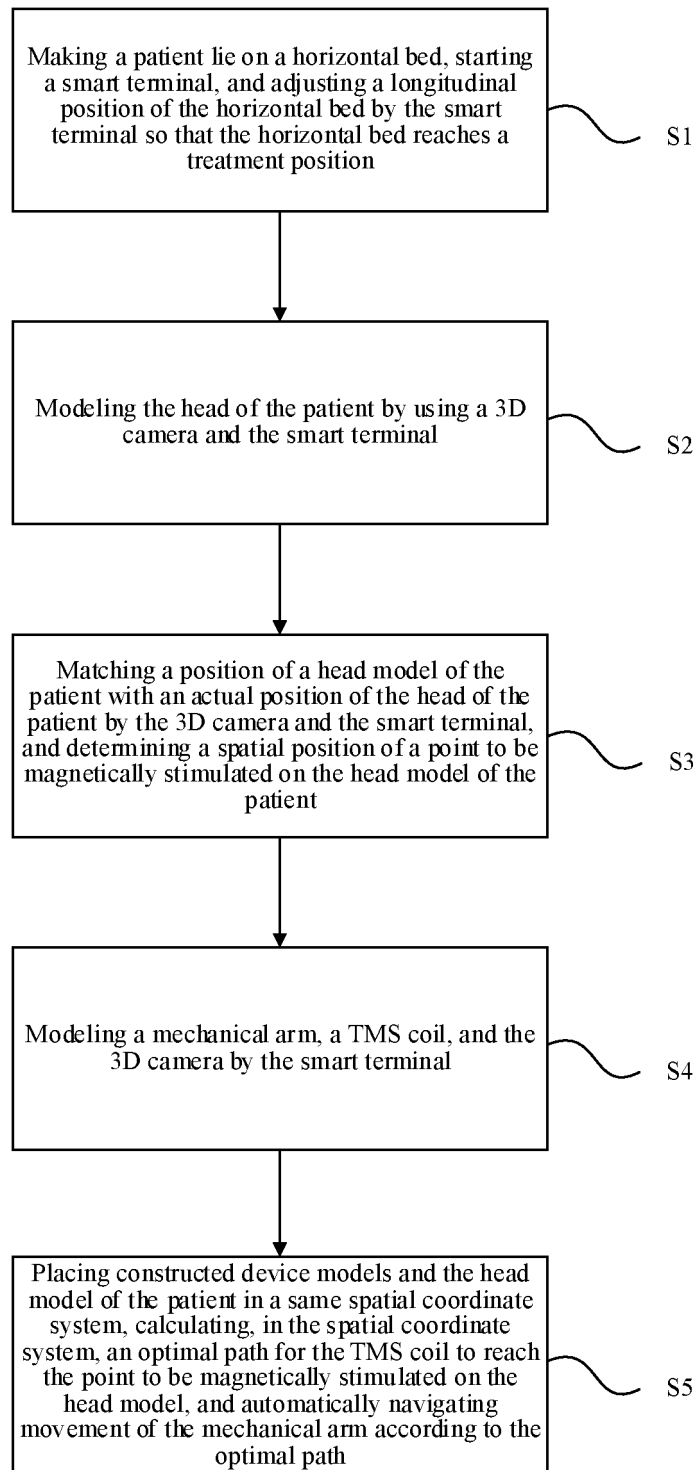 Making a patient lie on a horizontal bed, starting
a smart terminal, and adjusting a longitudinal
position of the horizontal bed by the smart
terminal so that the horizontal bed reaches a
treatment position
S1
Modeling the head of the patient by using a 3D
camera and the smart terminal
S2
Matching a position of a head model of the
patient with an actual position of the head of the
patient by the 3D camera and the smart terminal,
and determining a spatial position of a point to be
magnetically stimulated on the head model of the
patient
S3
Modeling a mechanical arm, a TMS coil, and the
3D camera by the smart terminal
S4
Placing constructed device models and the head
model of the patient in a same spatial coordinate
system, calculating, in the spatial coordinate
system, an optimal path for the TMS coil to reach
the point to be magnetically stimulated on the
head model, and automatically navigating
movement of the mechanical arm according to the
optimal path
S5